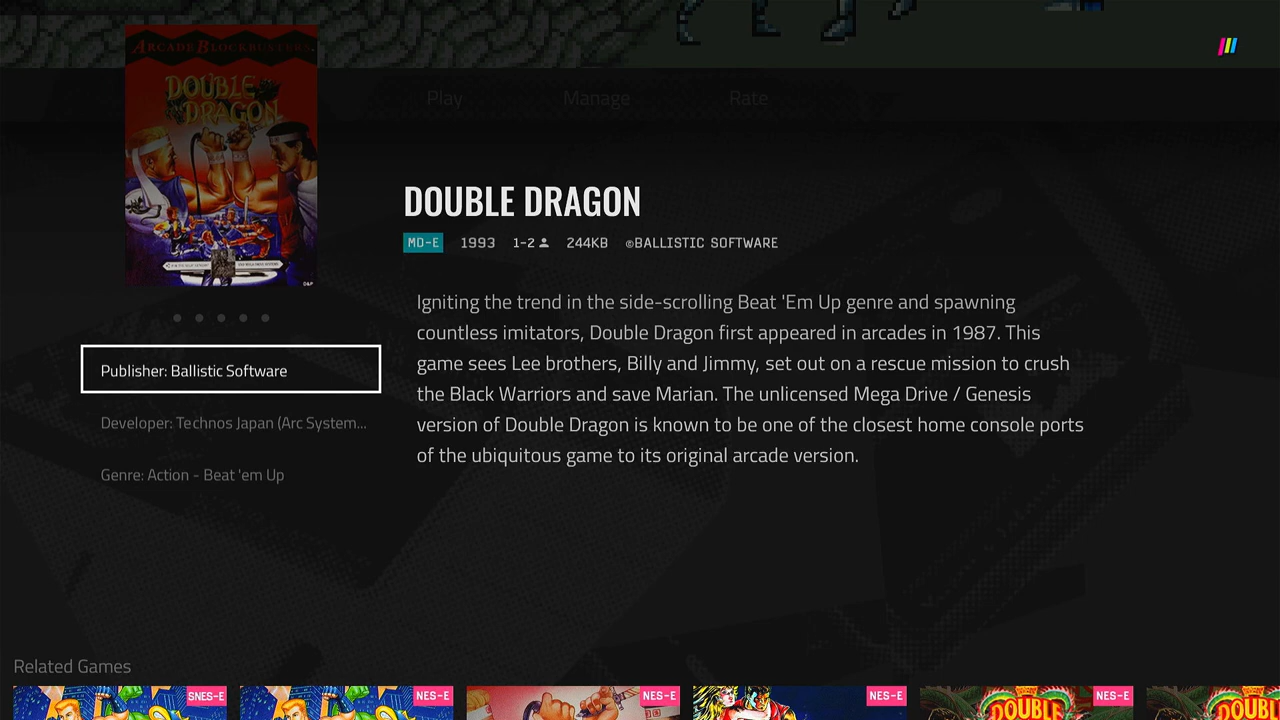 ARCADE BLOCKBUSTERS.
DOUBLE
DRAGON
Play
Manage
Rate
DOUBLE DRAGON
MD-E 1993 1-2 244KB ©BALLISTIC SOFTWARE
Igniting the trend in the side-scrolling Beat 'Em Up genre and spawning
countless imitators, Double Dragon first appeared in arcades in 1987. This
game sees Lee brothers, Billy and Jimmy, set out on a rescue mission to crush
the Black Warriors and save Marian. The unlicensed Mega Drive / Genesis
version of Double Dragon is known to be one of the closest home console ports
of the ubiquitous game to its original arcade version.
Publisher: Ballistic Software
Developer: Technos Japan (Arc System...
Genre: Action - Beat 'em Up
Related Games
SNES-E
NES-E
NES-E
NES-E
NES-E
DOUBLE
DOUBLE